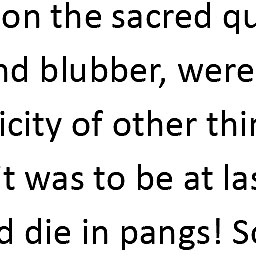 on the sacred qu
nd blubber, were
icity of other thin
't was to be at las
d die in pangs! So